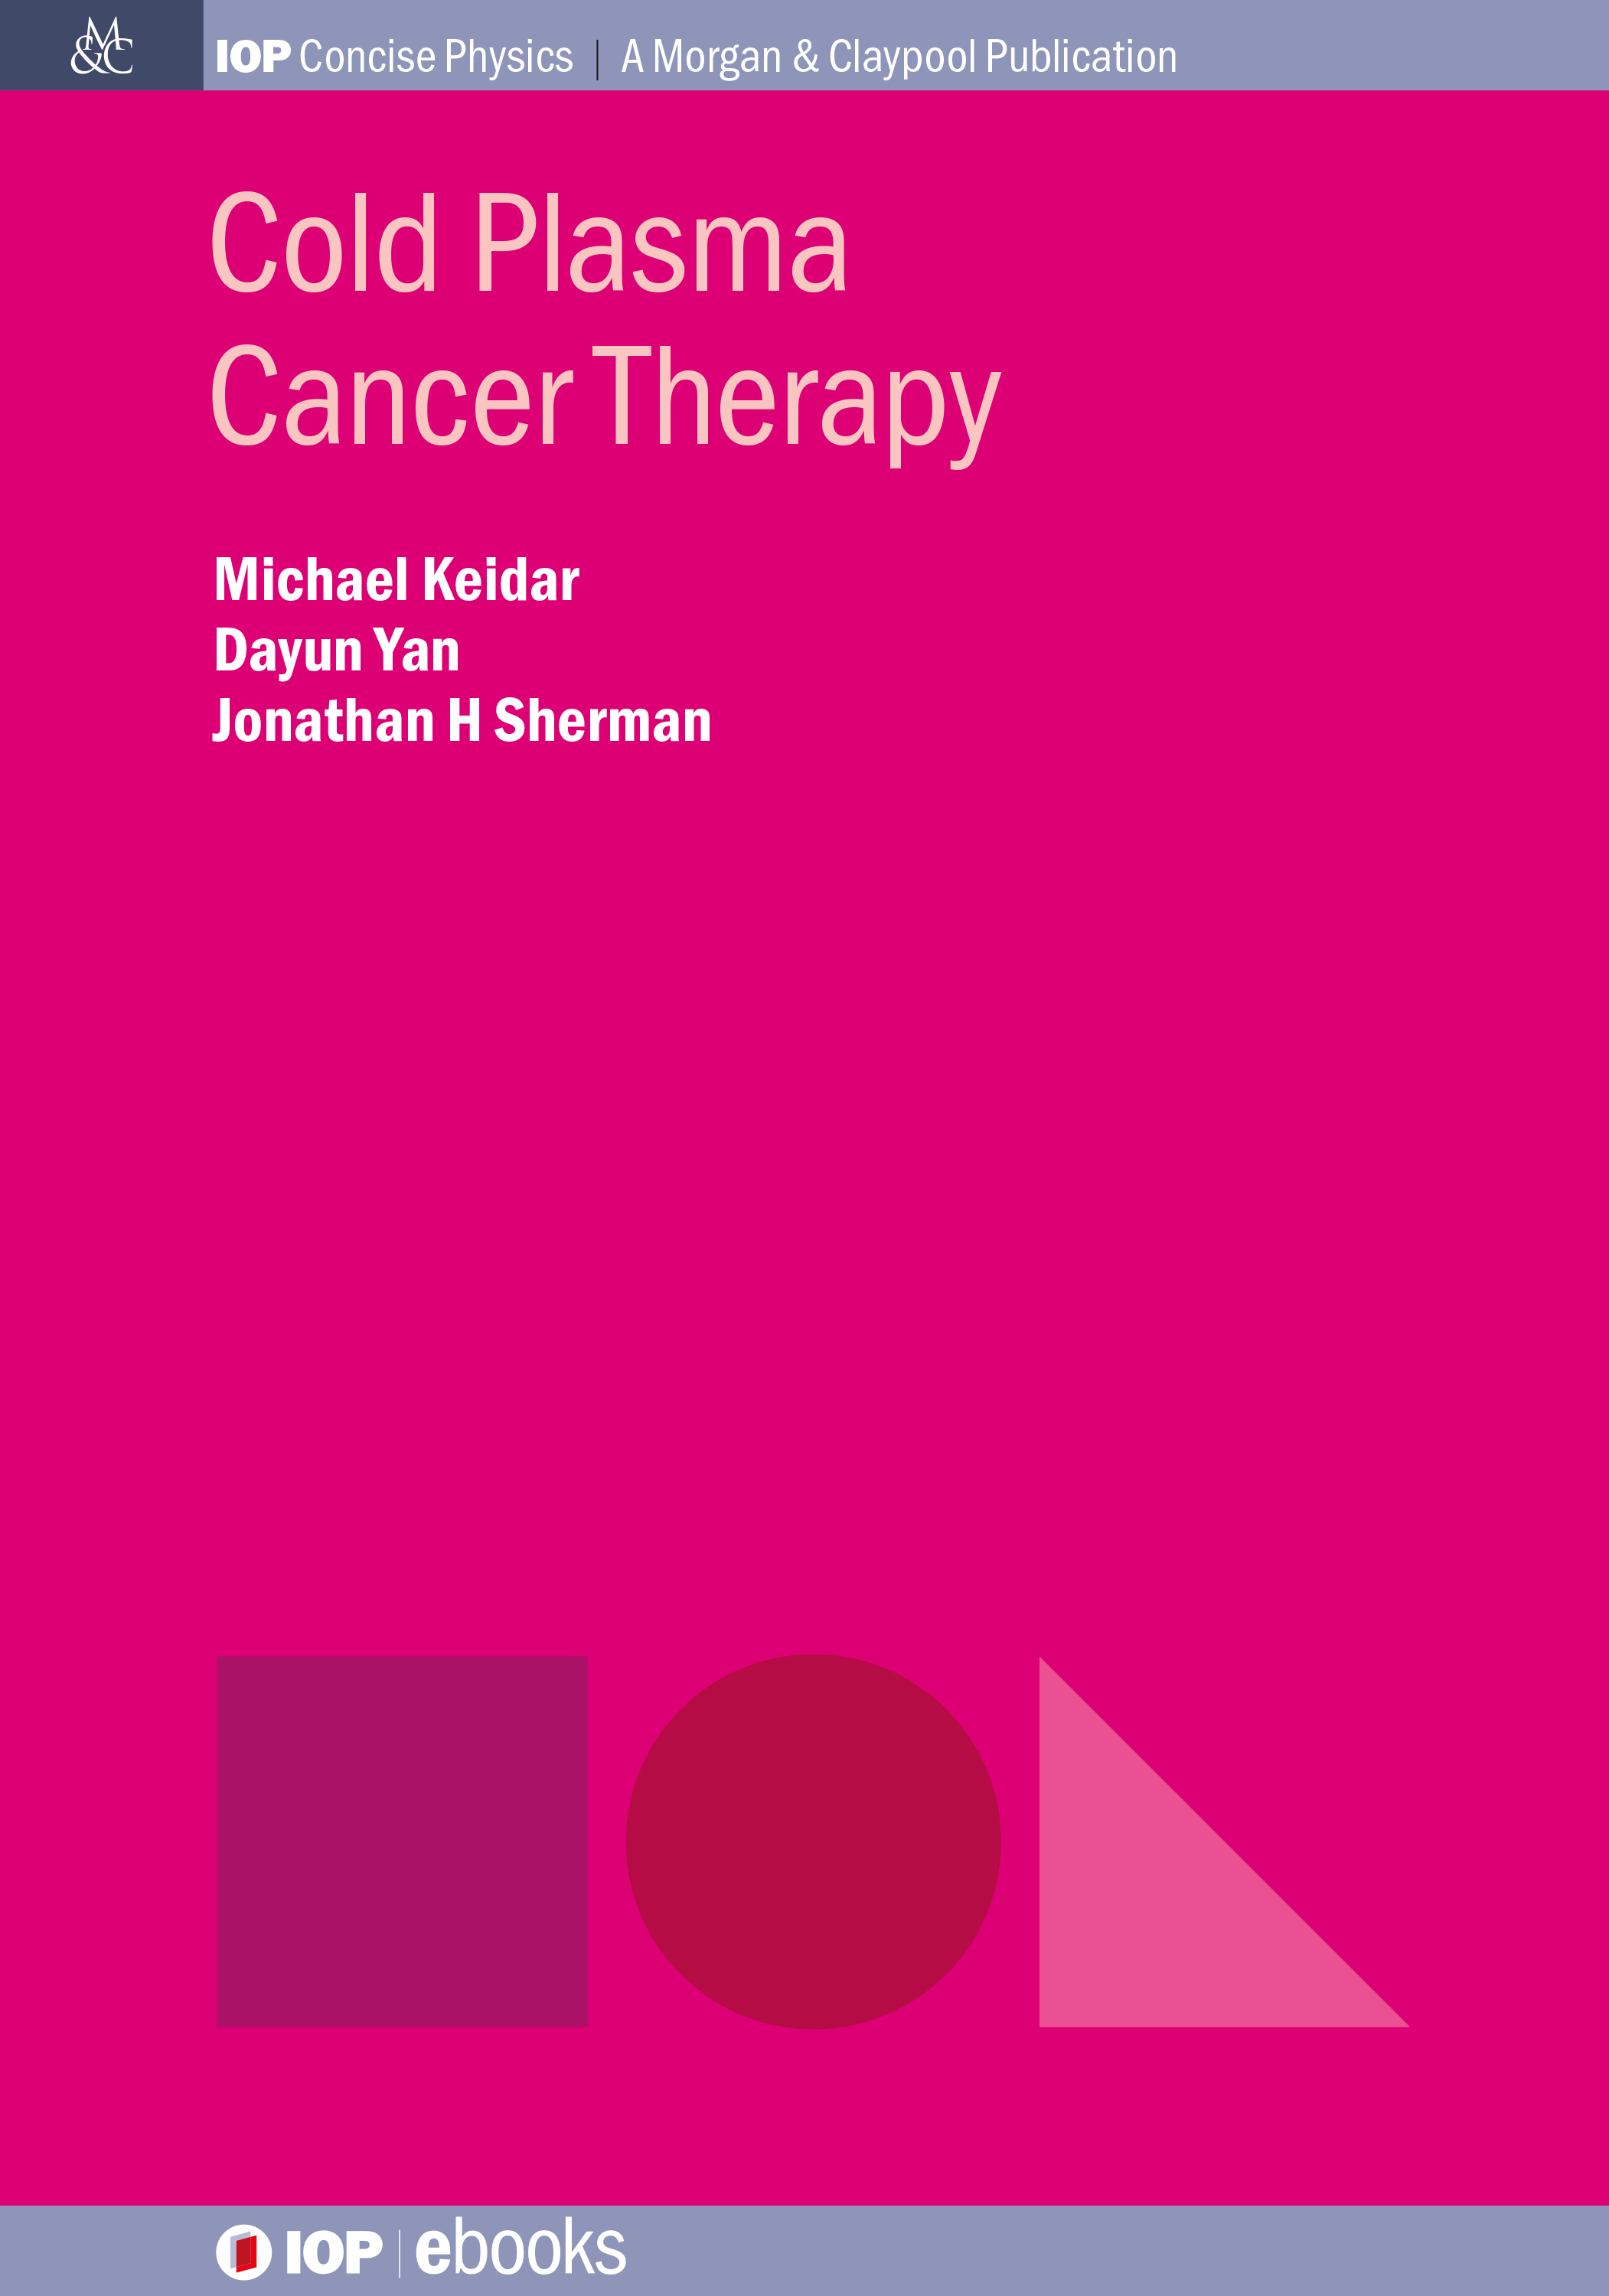 M&C
IOP Concise Physics | A Morgan & Claypool Publication
Cold Plasma
Cancer Therapy
Michael Keidar
Dayun Yan
Jonathan H Sherman
IOP | ebooks